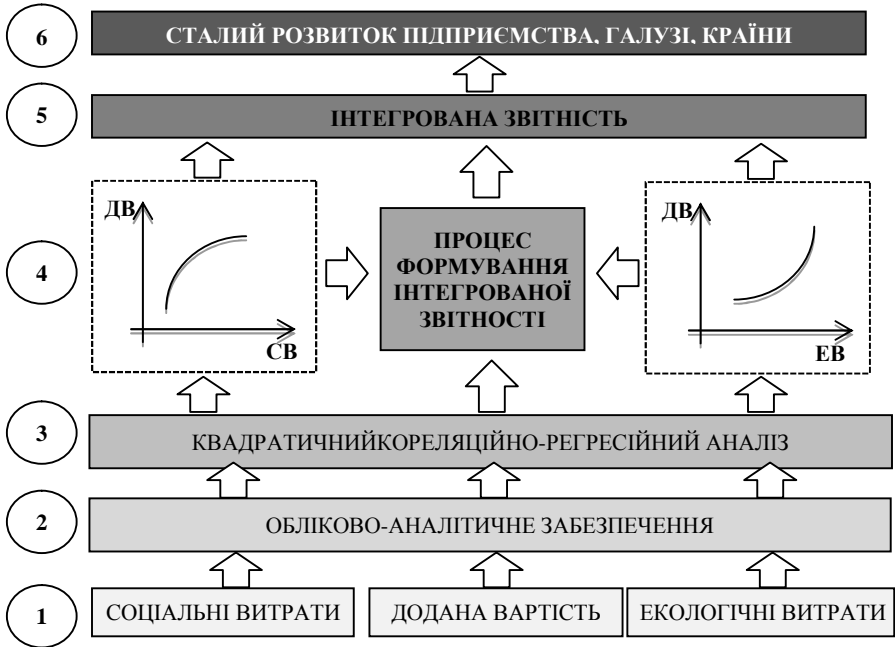 6
СТАЛИЙ РОЗВИТОК ПІДПРИЄМСТВА, ГАЛУЗІ, КРАЇНИ
5
ІНТЕГРОВАНА ЗВІТНІСТЬ
4
ДВ
СВ
ПРОЦЕС
ФОРМУВАННЯ
ІНТЕГРОВАНОЇ
ЗВІТНОСТІ
ДВ
ЕВ
3
КВАДРАТИЧНИЙКОРЕЛЯЦІЙНО-РЕГРЕСІЙНИЙ АНАЛІЗ
2
ОБЛІКОВО-АНАЛІТИЧНЕ ЗАБЕЗПЕЧЕННЯ
1
СОЦІАЛЬНІ ВИТРАТИ
ДОДАНА ВАРТІСТЬ
ЕКОЛОГІЧНІ ВИТРАТИ